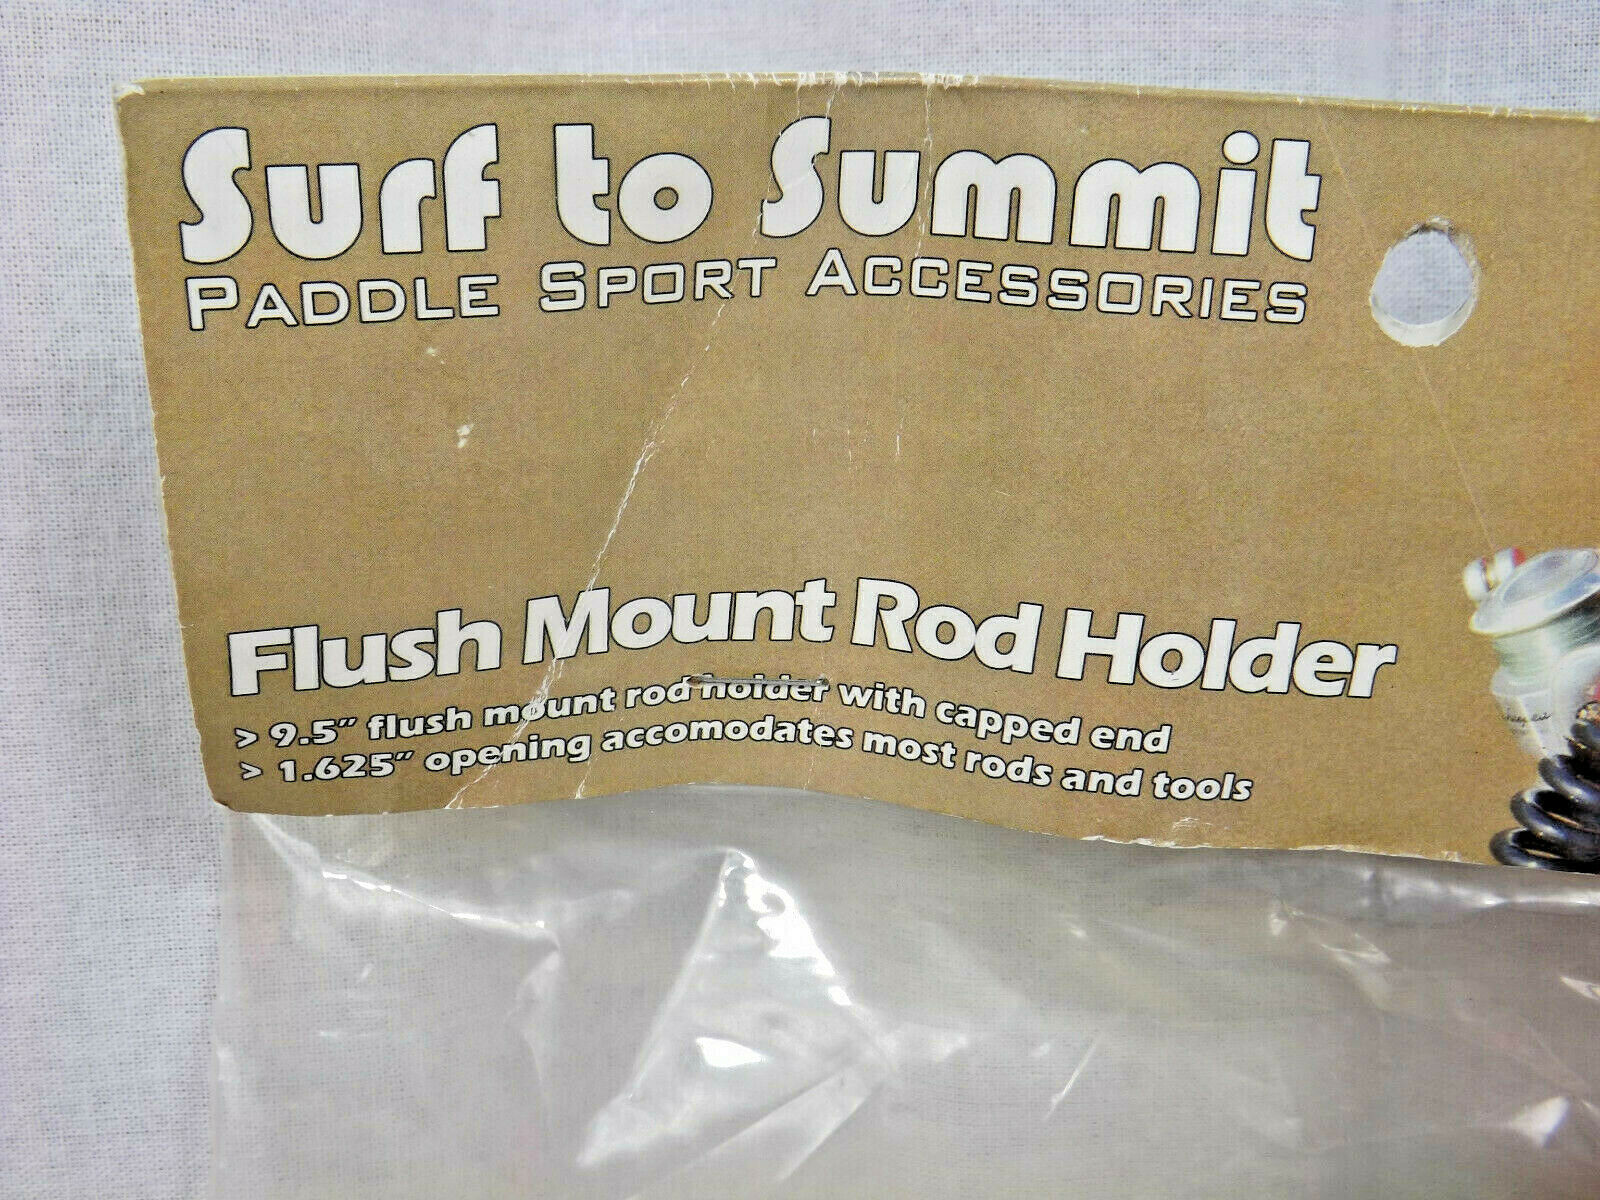 Surf to Summit
PADDLE SPORT ACCESSORIES
Flush Mount Rod Holder
> 9.5" flush mount rod holder with capped end
> 1.625" opening accomodates most rods and tools